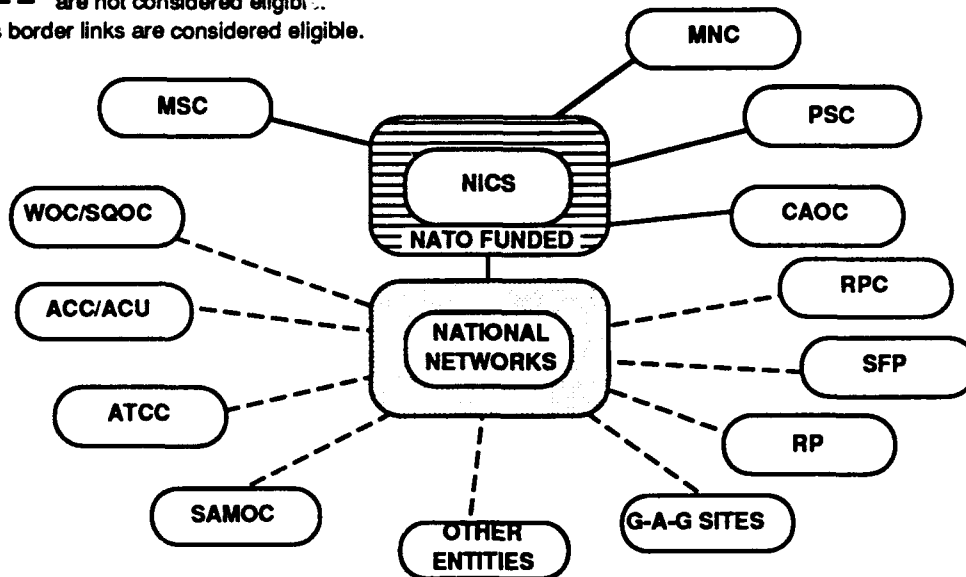 are not considered
border links are considered eligible.
MNC
MSC
PSC
NICS
WOC/SQOC
CAOC
NATO FUNDED
RPC
ACC/ACU
NATIONAL
NETWORKS
SFP
ATCC
RP
SAMOC
G-A-G SITES
OTHER
ENTITIES